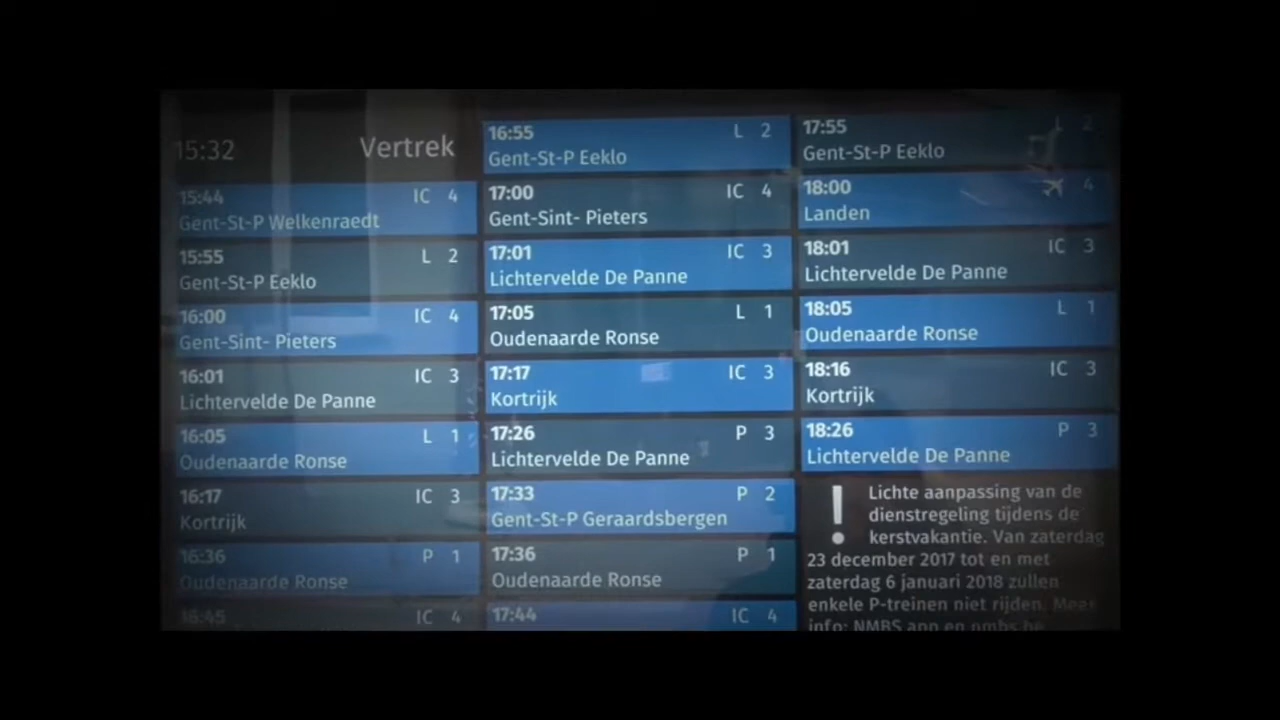 15:32 Vertrek
15:44 IC 4
Gent-St-P Welkenraedt
15:55 L 2
Gent-St-P Eeklo
16:00 IC 4
Gent-Sint- Pieters
16:01 IC 3
Lichtervelde De Panne
16:05 L 1
Oudenaarde Ronse
16:17 IC 3
Kortrijk
16:36 P 1
Oudenaarde Ronse
16:45 IC 4
16:55 L 2
Gent-St-P Eeklo
17:00 IC 4
Gent-Sint- Pieters
17:01 IC 3
Lichtervelde De Panne
17:05 L 1
Oudenaarde Ronse
17:17 IC 3
Kortrijk
17:26 P 3
Lichtervelde De Panne
17:33 P 2
Gent-St-P Geraardsbergen
17:36 P 1
Oudenaarde Ronse
17:44 IC 4
17:55 L 2
Gent-St-P Eeklo
18:00 4
Landen
18:01 IC 3
Lichtervelde De Panne
18:05 L 1
Oudenaarde Ronse
18:16 IC 3
Kortrijk
18:26 P 3
Lichtervelde De Panne
! Lichte aanpassing van de
dienstregeling tijdens de
kerstvakantie. Van zaterdag
23 december 2017 tot en met
zaterdag 6 januari 2018 zullen
enkele P-treinen niet rijden. Meer
info: NMBS app en nmbs.be